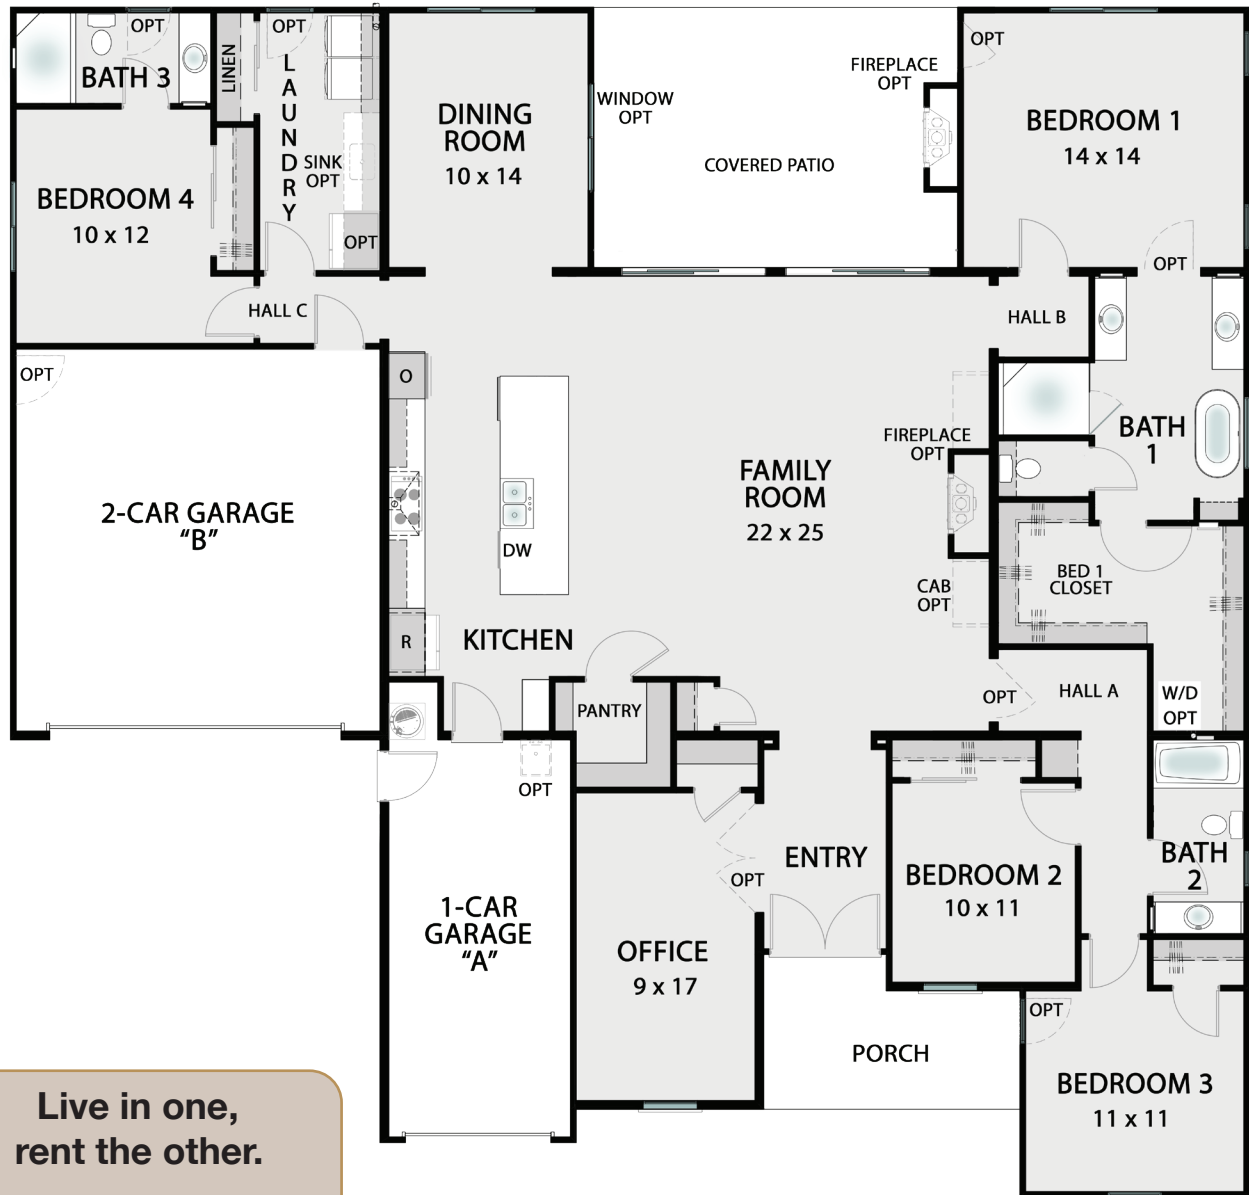 OPT
BATH 3
LINEN
OPT
LAUNDRY
SINK
OPT
OPT
BEDROOM 4
10 x 12
HALL C
DINING
ROOM
10 x 14
WINDOW
OPT
COVERED PATIO
FIREPLACE
OPT
OPT
BEDROOM 1
14 x 14
OPT
HALL B
BATH
1
OPT
2-CAR GARAGE
“B”
O
DW
R
KITCHEN
FAMILY
ROOM
22 x 25
FIREPLACE
OPT
CAB
OPT
BED 1
CLOSET
W/D
OPT
HALL A
OPT
PANTRY
OPT
1-CAR
GARAGE
“A”
OFFICE
9 x 17
OPT
ENTRY
BEDROOM 2
10 x 11
BATH
2
PORCH
OPT
BEDROOM 3
11 x 11
Live in one,
rent the other.